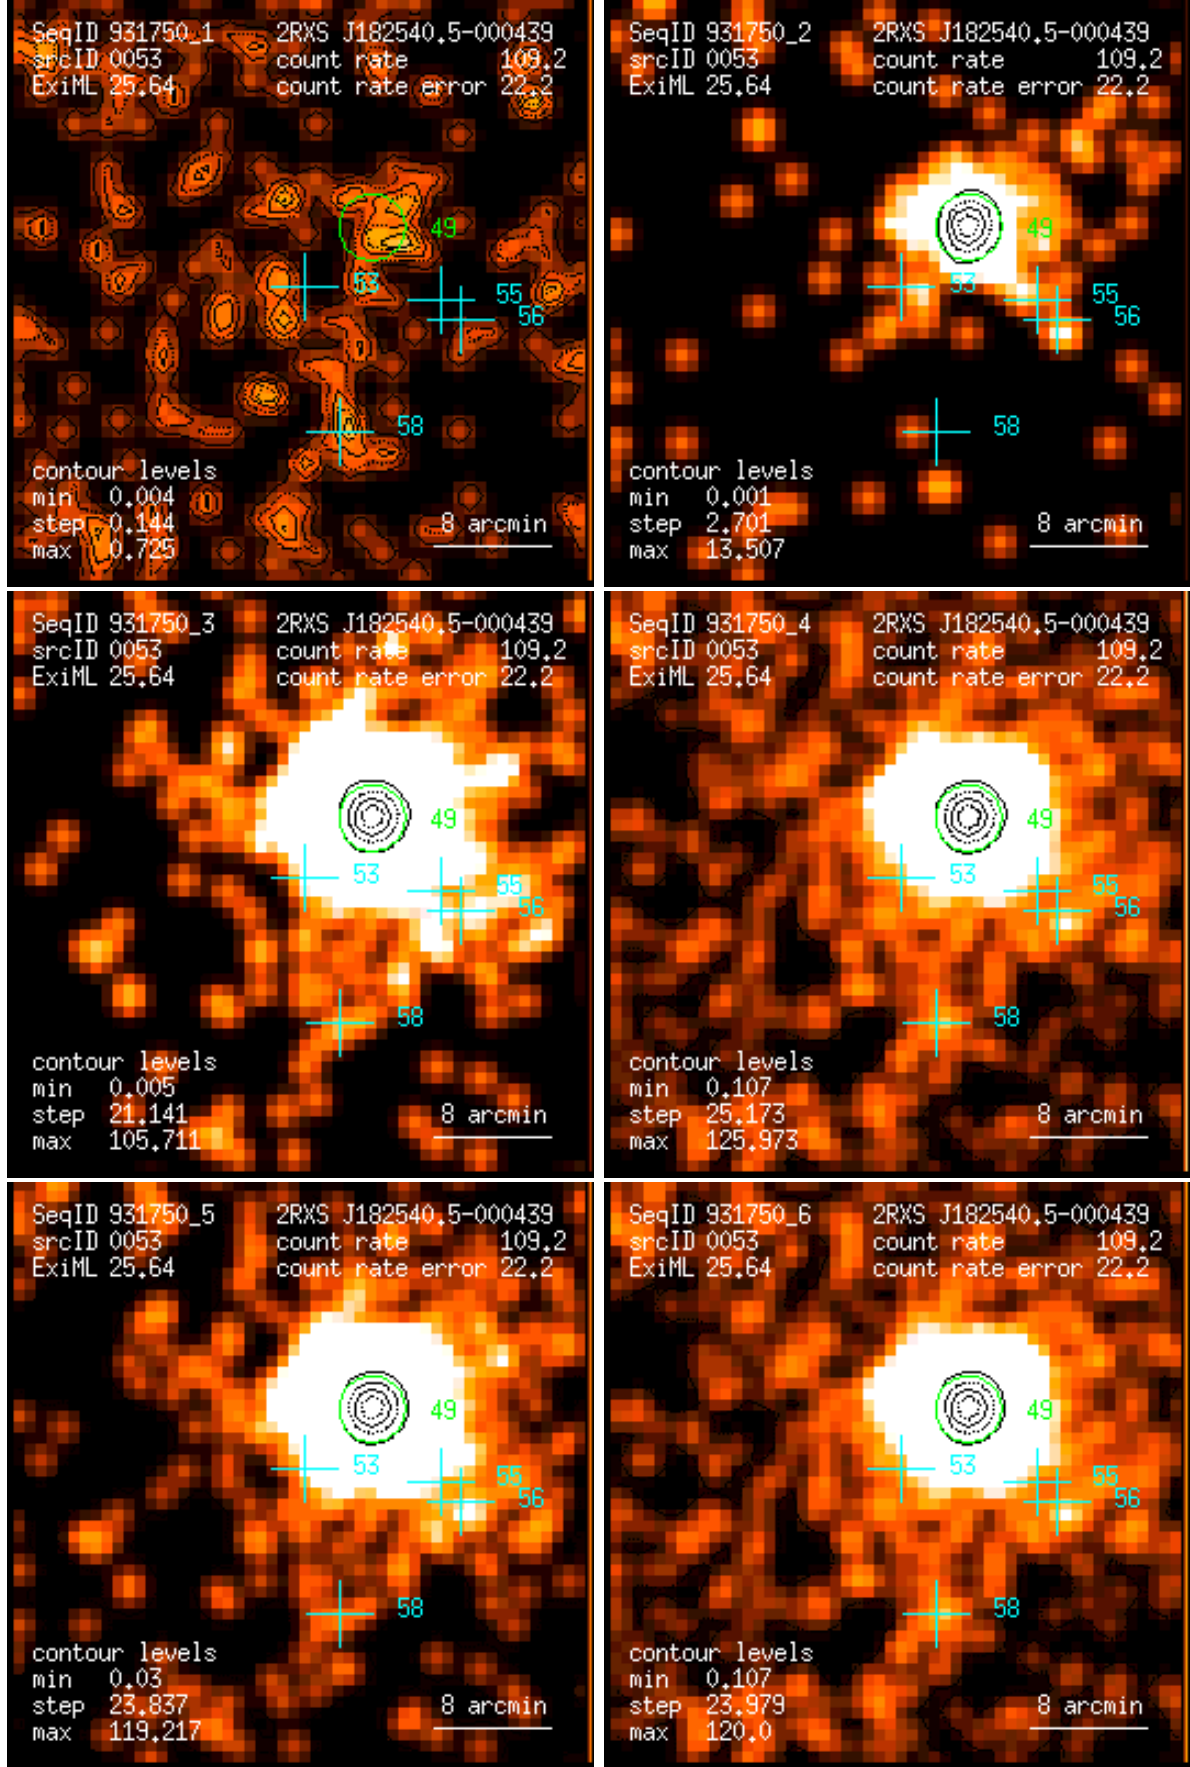 SeqID 931750_1 2RXS J182540.5-000439
srcID 0053 count rate 109.2
ExiML 25.64 count rate error 22.2
49
53
55
56
58
contour levels
min 0.004
step 0.144 8 arcmin
max 0.725
SeqID 931750_2 2RXS J182540.5-000439
srcID 0053 count rate 109.2
ExiML 25.64 count rate error 22.2
49
53
55
56
58
contour levels
min 0.001
step 2.701 8 arcmin
max 13.507
SeqID 931750_3 2RXS J182540.5-000439
srcID 0053 count rate 109.2
ExiML 25.64 count rate error 22.2
49
53
55
56
58
contour levels
min 0.005
step 21.141 8 arcmin
max 105.711
SeqID 931750_4 2RXS J182540.5-000439
srcID 0053 count rate 109.2
ExiML 25.64 count rate error 22.2
49
53
55
56
58
contour levels
min 0.107
step 25.173 8 arcmin
max 125.973
SeqID 931750_5 2RXS J182540.5-000439
srcID 0053 count rate 109.2
ExiML 25.64 count rate error 22.2
49
53
55
56
58
contour levels
min 0.03
step 23.837 8 arcmin
max 119.217
SeqID 931750_6 2RXS J182540.5-000439
srcID 0053 count rate 109.2
ExiML 25.64 count rate error 22.2
49
53
55
56
58
contour levels
min 0.107
step 23.979 8 arcmin
max 120.0